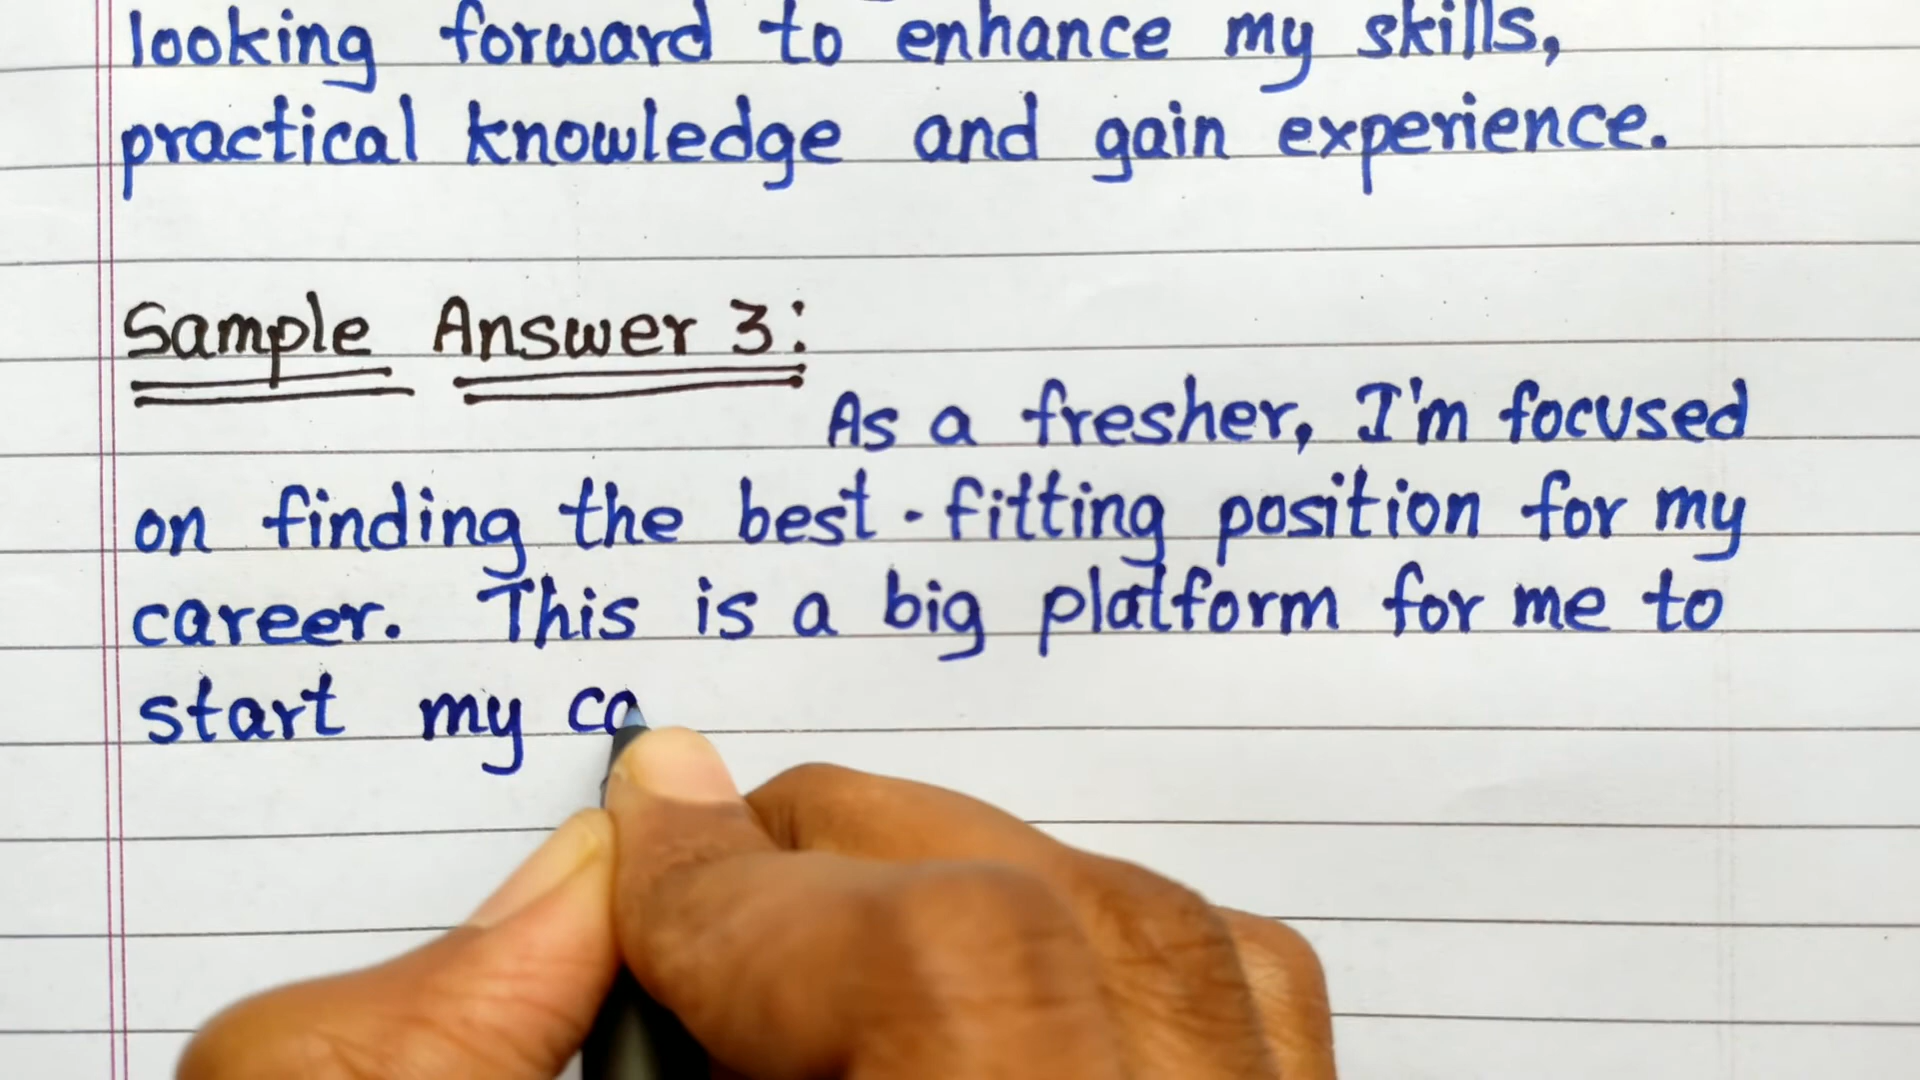 looking forward to enhance my skills,
practical knowledge and gain experience.
Sample Answer 3:
As a fresher, I'm focused
on finding the best-fitting position for my
career. This is a big platform for me to
start my ca